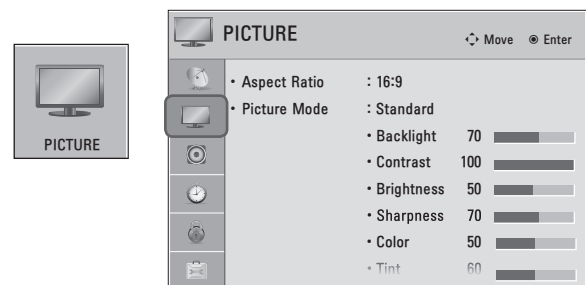 PICTURE
PICTURE
Move Enter
• Aspect Ratio : 16:9
• Picture Mode : Standard
• Backlight 70
• Contrast 100
• Brightness 50
• Sharpness 70
• Color 50
• Tint 60